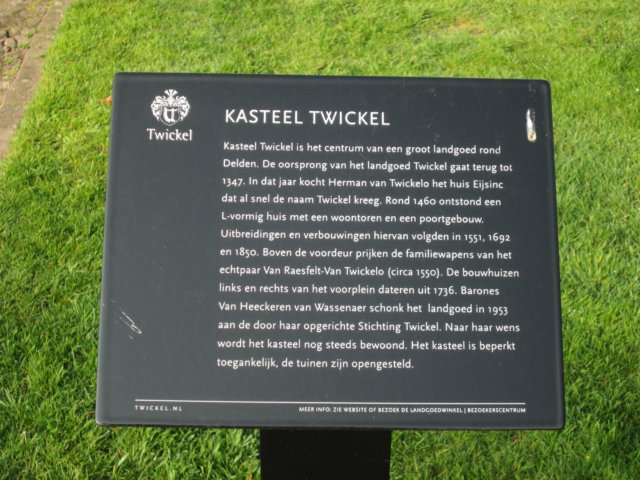 Twickel
KASTEEL TWICKEL
Kasteel Twickel is het centrum van een groot landgoed rond
Delden. De oorsprong van het landgoed Twickel gaat terug tot
1347. In dat jaar kocht Herman van Twickelo het huis Eijsinc
dat al snel de naam Twickel kreeg. Rond 1460 ontstond een
L-vormig huis met een woontoren en een poortgebouw.
Uitbreidingen en verbouwingen hiervan volgden in 1551, 1692
en 1850. Boven de voordeur prijken de familiewapens van het
echtpaar Van Raesfelt-Van Twickelo (circa 1550). De bouwhuizen
links en rechts van het voorplein dateren uit 1736. Barones
Van Heeckeren van Wassenaer schonk het landgoed in 1953
aan de door haar opgerichte Stichting Twickel. Naar haar wens
wordt het kasteel nog steeds bewoond. Het kasteel is beperkt
toegankelijk, de tuinen zijn opengesteld.
TWICKEL.NL
MEER INFO: ZIE WEBSITE OF BEZOEK DE LANDGOEDWINKEL | BEZOEKERSCENTRUM